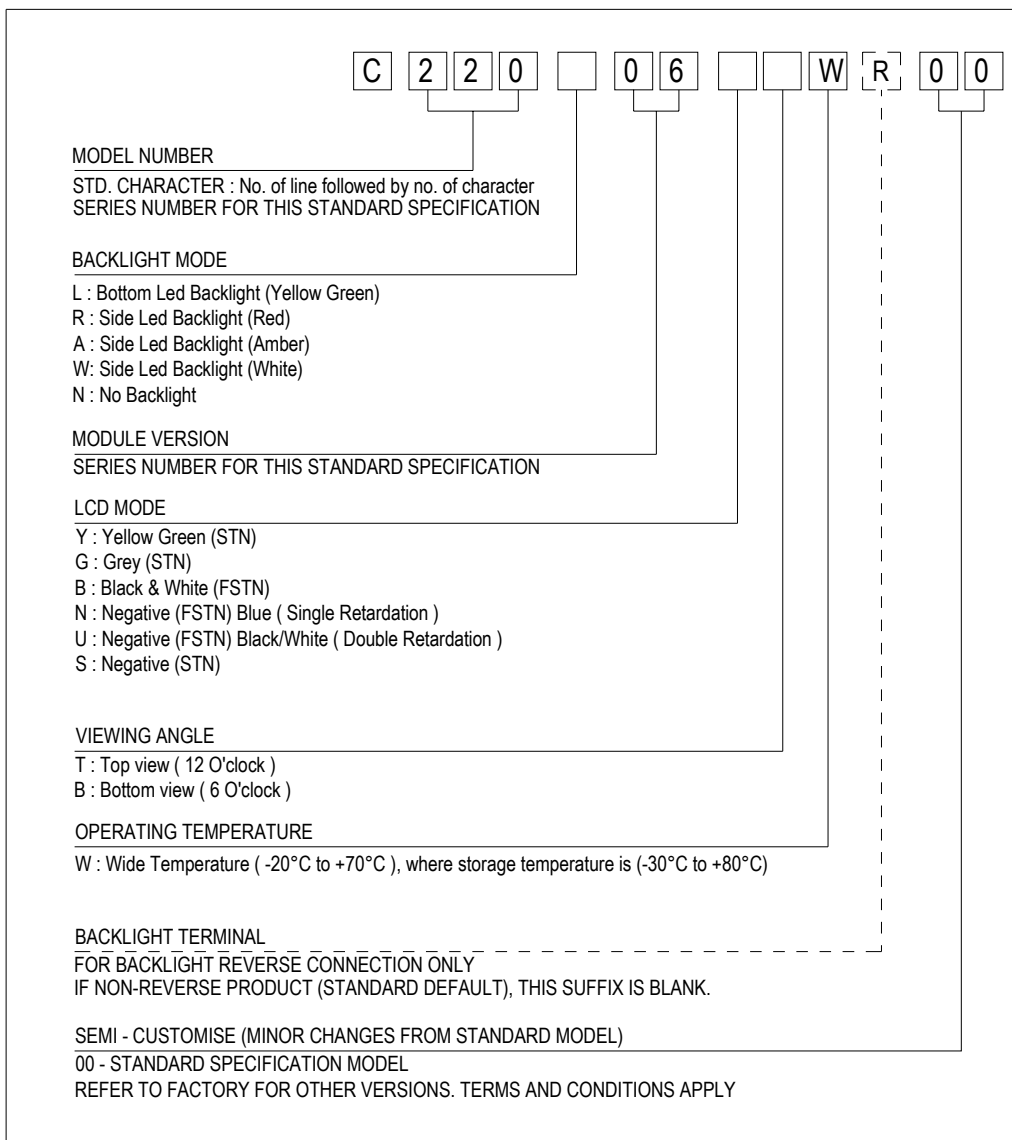 C 2 2 0 0 6 W R 0 0
MODEL NUMBER
STD. CHARACTER : No. of line followed by no. of character
SERIES NUMBER FOR THIS STANDARD SPECIFICATION
BACKLIGHT MODE
L : Bottom Led Backlight (Yellow Green)
R : Side Led Backlight (Red)
A : Side Led Backlight (Amber)
W: Side Led Backlight (White)
N : No Backlight
MODULE VERSION
SERIES NUMBER FOR THIS STANDARD SPECIFICATION
LCD MODE
Y : Yellow Green (STN)
G : Grey (STN)
B : Black & White (FSTN)
N : Negative (FSTN) Blue ( Single Retardation )
U : Negative (FSTN) Black/White ( Double Retardation )
S : Negative (STN)
VIEWING ANGLE
T : Top view ( 12 O'clock )
B : Bottom view ( 6 O'clock )
OPERATING TEMPERATURE
W : Wide Temperature ( -20°C to +70°C ), where storage temperature is (-30°C to +80°C)
BACKLIGHT TERMINAL
FOR BACKLIGHT REVERSE CONNECTION ONLY
IF NON-REVERSE PRODUCT (STANDARD DEFAULT), THIS SUFFIX IS BLANK.
SEMI - CUSTOMISE (MINOR CHANGES FROM STANDARD MODEL)
00 - STANDARD SPECIFICATION MODEL
REFER TO FACTORY FOR OTHER VERSIONS. TERMS AND CONDITIONS APPLY